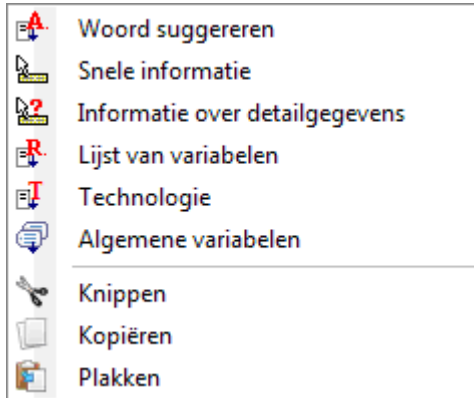 Woord suggereren
Snele informatie
Informatie over detailgegevens
Lijst van variabelen
Technologie
Algemene variabelen
Knippen
Kopiëren
Plakken